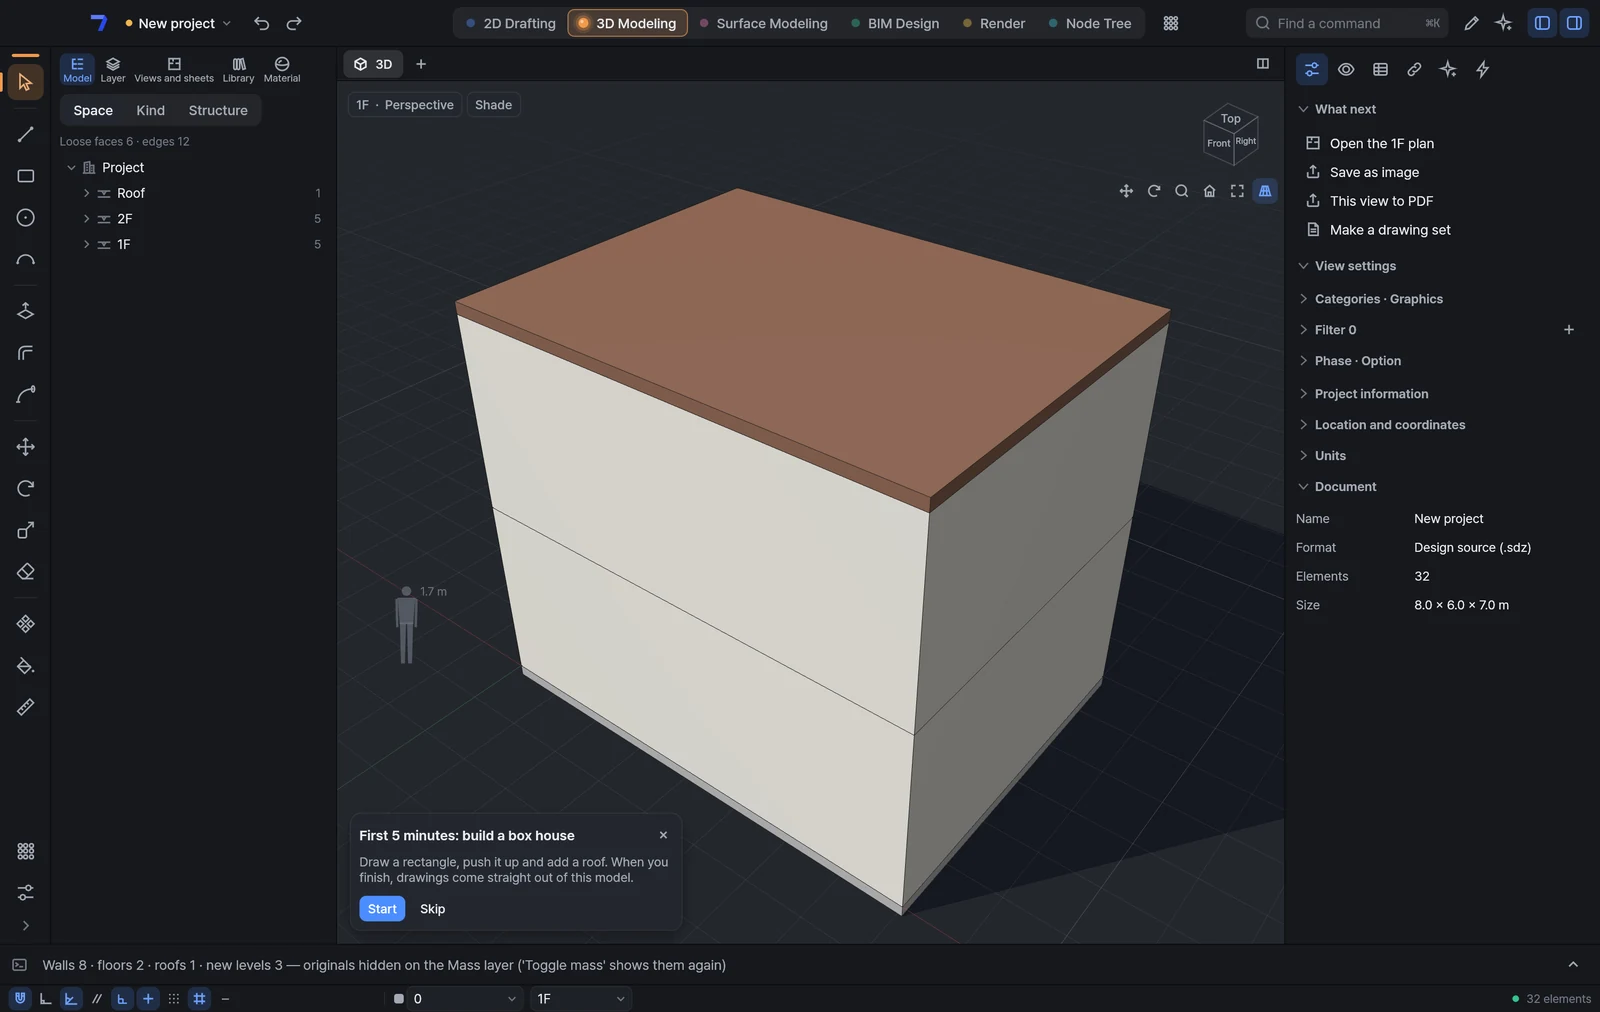 New project
2D Drafting
3D Modeling
Surface Modeling
BIM Design
Render
Node Tree
Find a command
⌘K
Model
Layer
Views and sheets
Library
Material
Space
Kind
Structure
Loose faces 6 · edges 12
Project
Roof 1
2F 5
1F 5
3D
1F · Perspective
Shade
Top
Front
Right
1.7 m
First 5 minutes: build a box house
Draw a rectangle, push it up and add a roof. When you
finish, drawings come straight out of this model.
Start
Skip
What next
Open the 1F plan
Save as image
This view to PDF
Make a drawing set
View settings
Categories · Graphics
Filter 0
Phase · Option
Project information
Location and coordinates
Units
Document
Name New project
Format Design source (.sdz)
Elements 32
Size 8.0 × 6.0 × 7.0 m
Walls 8 · floors 2 · roofs 1 · new levels 3 — originals hidden on the Mass layer ('Toggle mass' shows them again)
0
1F
32 elements